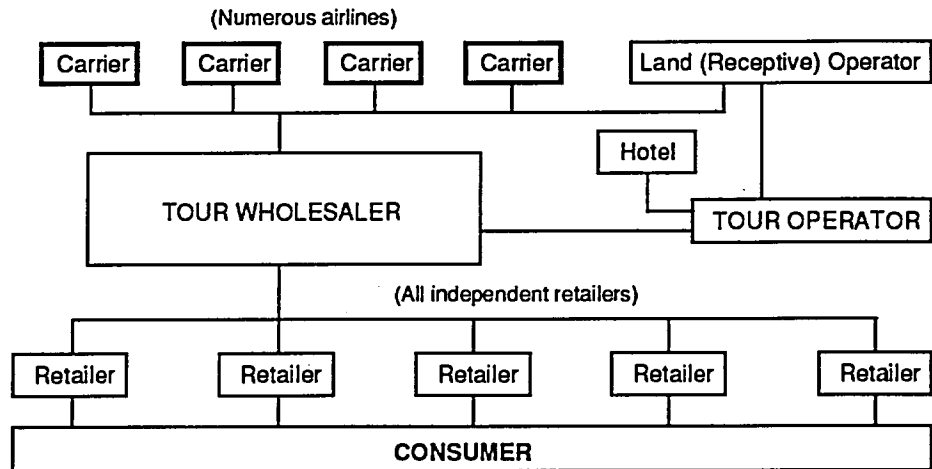 (Numerous airlines)
Carrier
Carrier
Carrier
Carrier
Land (Receptive) Operator
Hotel
TOUR WHOLESALER
TOUR OPERATOR
(All independent retailers)
Retailer
Retailer
Retailer
Retailer
Retailer
CONSUMER